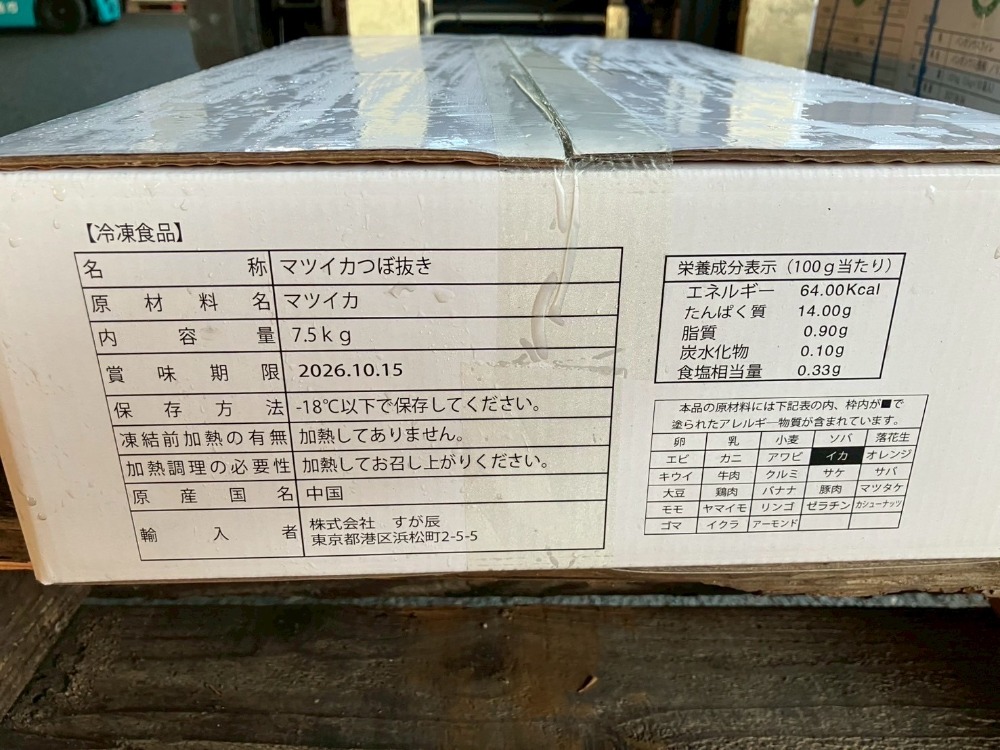 【冷凍食品】
名称 マツイカつぼ抜き
原材料名 マツイカ
内容量 7.5kg
賞味期限 2026.10.15
保存方法 -18℃以下で保存してください。
凍結前加熱の有無 加熱してありません。
加熱調理の必要性 加熱してお召し上がりください。
原産国名 中国
輸入者 株式会社 すが辰
東京都港区浜松町2-5-5
栄養成分表示(100g当たり)
エネルギー 64.00Kcal
たんぱく質 14.00g
脂質 0.90g
炭水化物 0.10g
食塩相当量 0.33g
本品の原材料には下記表の内、枠内が■で
塗られたアレルギー物質が含まれています。
卵 乳 小麦 ソバ 落花生
エビ カニ アワビ イカ オレンジ
キウイ 牛肉 クルミ サケ サバ
大豆 鶏肉 バナナ 豚肉 マツタケ
モモ ヤマイモ リンゴ ゼラチン カシューナッツ
ゴマ イクラ アーモンド